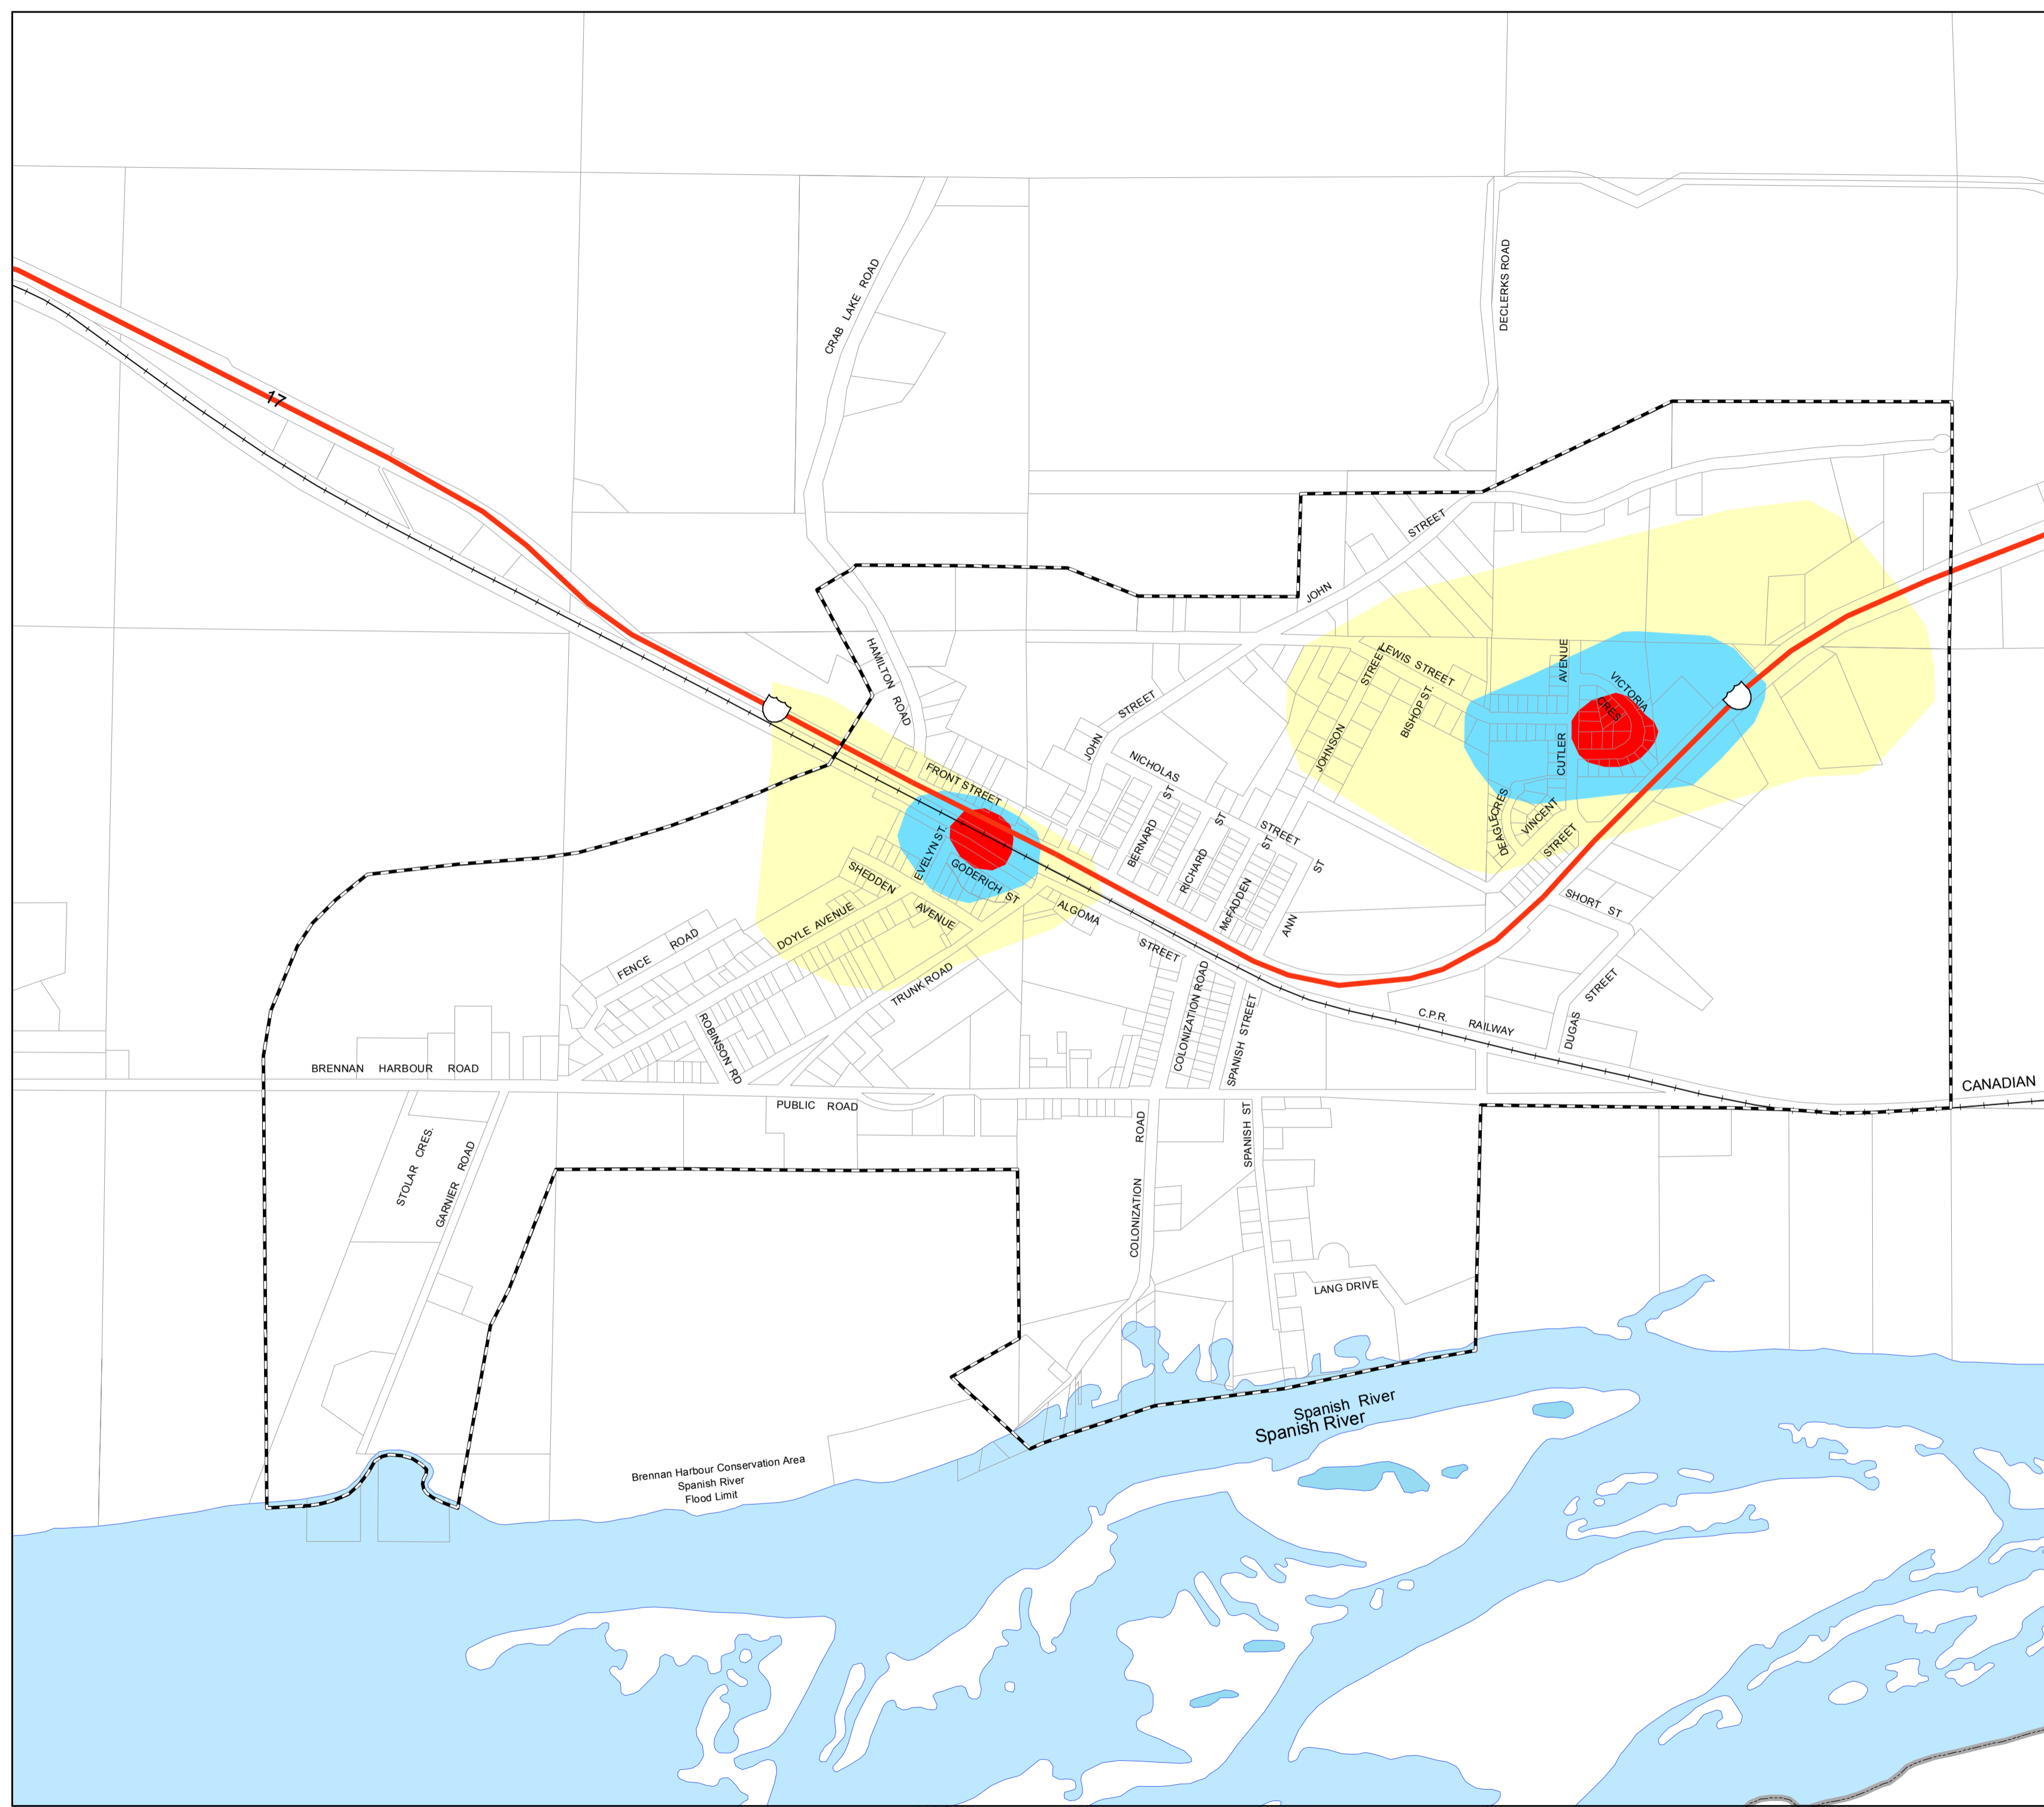 DECLERKS ROAD
CRAB LAKE ROAD
17
STREET
JOHN
HAMILTON ROAD
LEWIS STREET
STREET
AVENUE
VICTORIA
CRES
BISHOP ST.
STREET
JOHN
JOHNSON
CUTLER
NICHOLAS
ST
FRONT STREET
DEAGLE CRES
VINCENT
STREET
STREET
ST
ST
ST
BERNARD
RICHARD
McFADDEN
ANN
EVELYN ST.
GODERICH ST
SHEDDEN
AVENUE
ALGOMA
STREET
DOYLE AVENUE
FENCE ROAD
TRUNK ROAD
SHORT ST
STREET
DUGAS
COLONIZATION ROAD
SPANISH STREET
C.P.R. RAILWAY
ROBINSON RD
BRENNAN HARBOUR ROAD
CANADIAN
PUBLIC ROAD
STOLAR CRES.
GARNIER ROAD
ROAD
COLONIZATION
SPANISH ST
LANG DRIVE
Spanish River
Spanish River
Brennan Harbour Conservation Area
Spanish River
Flood Limit